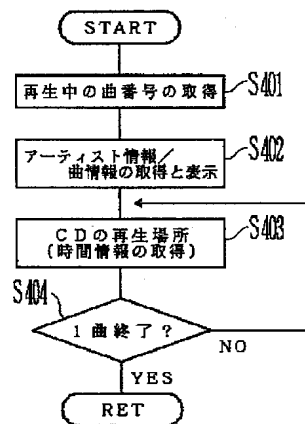 START
再生中の曲番号の取得
S401
アーティスト情報／
曲情報の取得と表示
S402
CDの再生場所
(時間情報の取得)
S403
S404
1曲終了？
NO
YES
RET